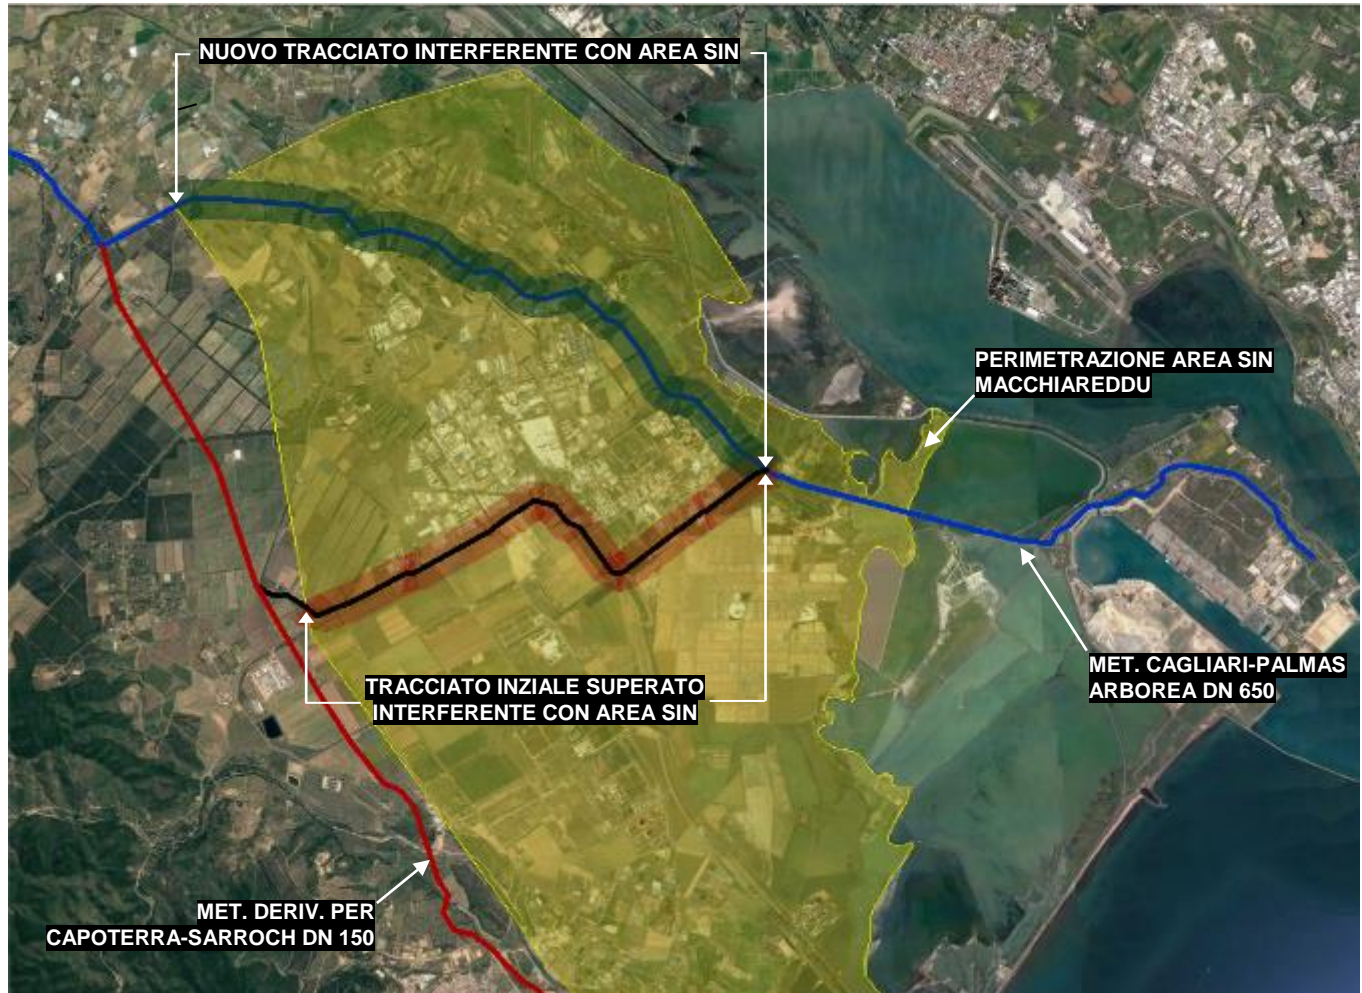 NUOVO TRACCIATO INTERFERENTE CON AREA SIN
PERIMETRAZIONE AREA SIN
MACCHIAREDDU
MET. CAGLIARI-PALMAS
ARBOREA DN 650
TRACCIATO INZIALE SUPERATO
INTERFERENTE CON AREA SIN
MET. DERIV. PER
CAPOTERRA-SARROCH DN 150